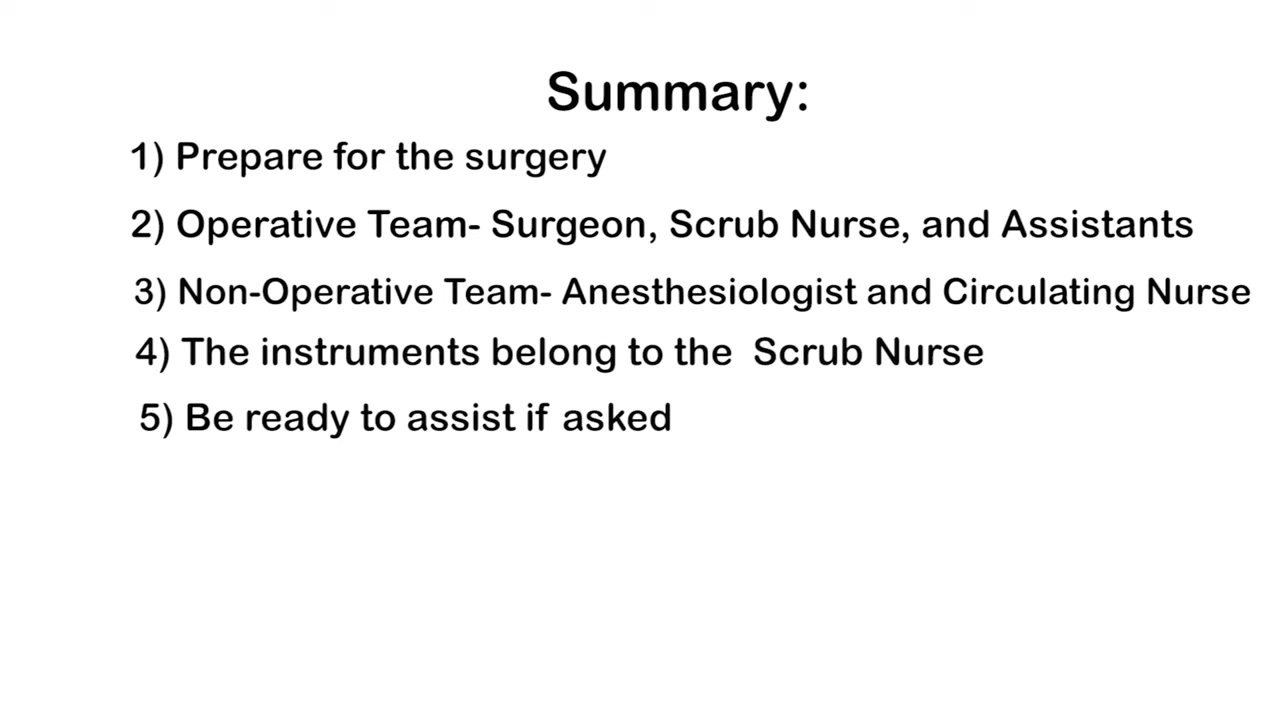 Summary:
1) Prepare for the surgery
2) Operative Team- Surgeon, Scrub Nurse, and Assistants
3) Non-Operative Team- Anesthesiologist and Circulating Nurse
4) The instruments belong to the  Scrub Nurse
5) Be ready to assist if asked